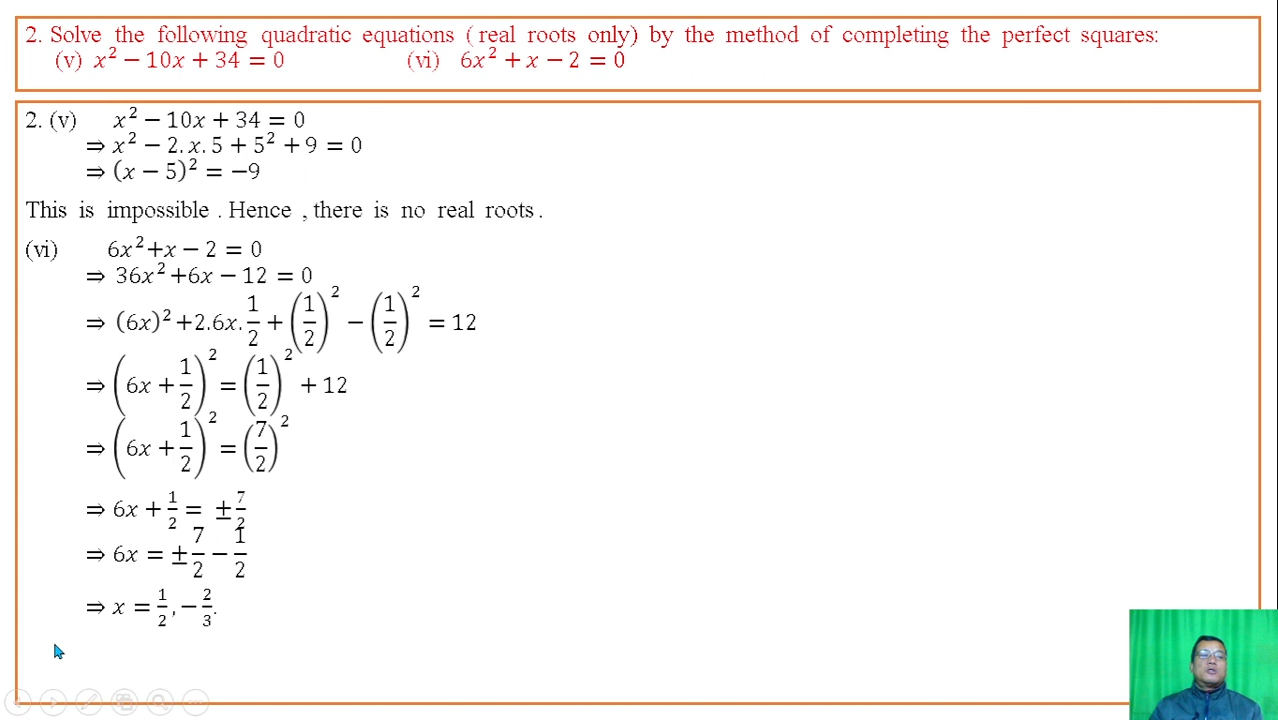 2. Solve the following quadratic equations ( real roots only) by the method of completing the perfect squares:
(v) x² − 10x + 34 = 0 (vi) 6x² + x − 2 = 0
2. (v) x² − 10x + 34 = 0
⇒ x² − 2. x. 5 + 5² + 9 = 0
⇒ (x − 5)² = −9
This is impossible . Hence , there is no real roots .
(vi) 6x²+x − 2 = 0
⇒ 36x²+6x − 12 = 0
⇒ (6x)²+2.6x. 1/2 + (1/2)² − (1/2)² = 12
⇒ (6x + 1/2)² = (1/2)² + 12
⇒ (6x + 1/2)² = (7/2)²
⇒ 6x + 1/2 = ± 7/2
⇒ 6x = ± 7/2 − 1/2
⇒ x = 1/2 , − 2/3.